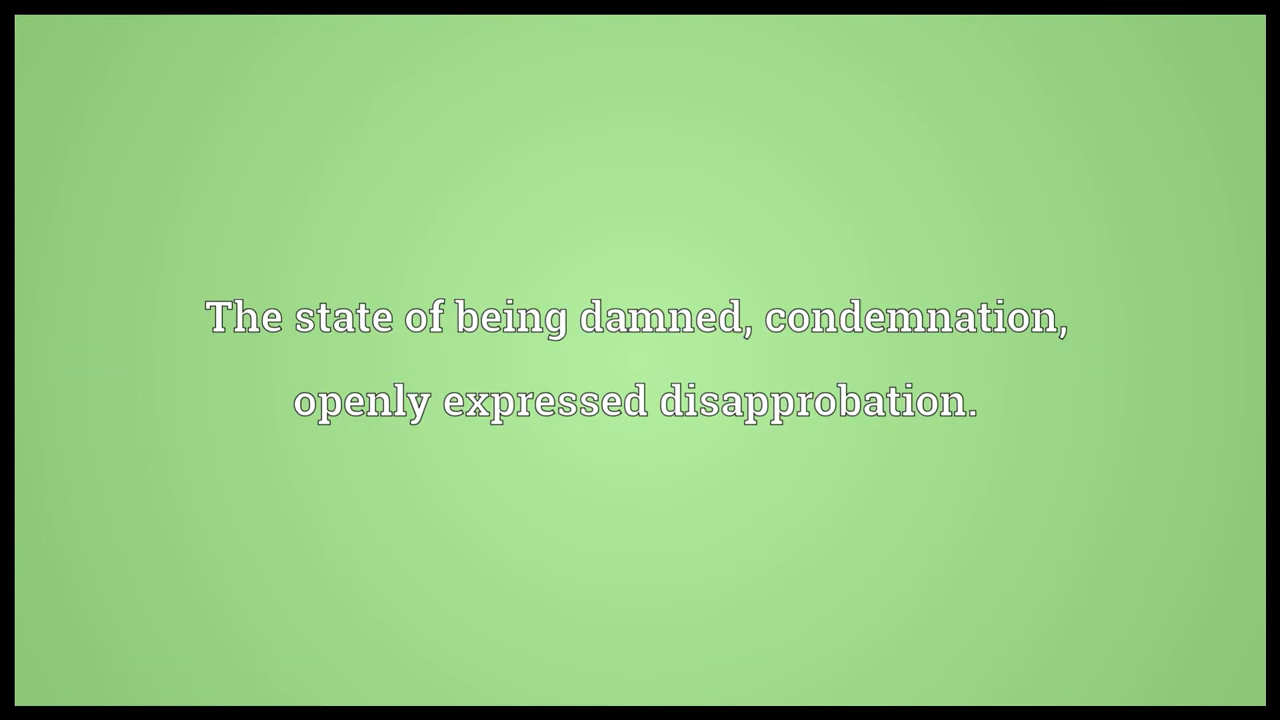 The state of being damned, condemnation,
openly expressed disapprobation.